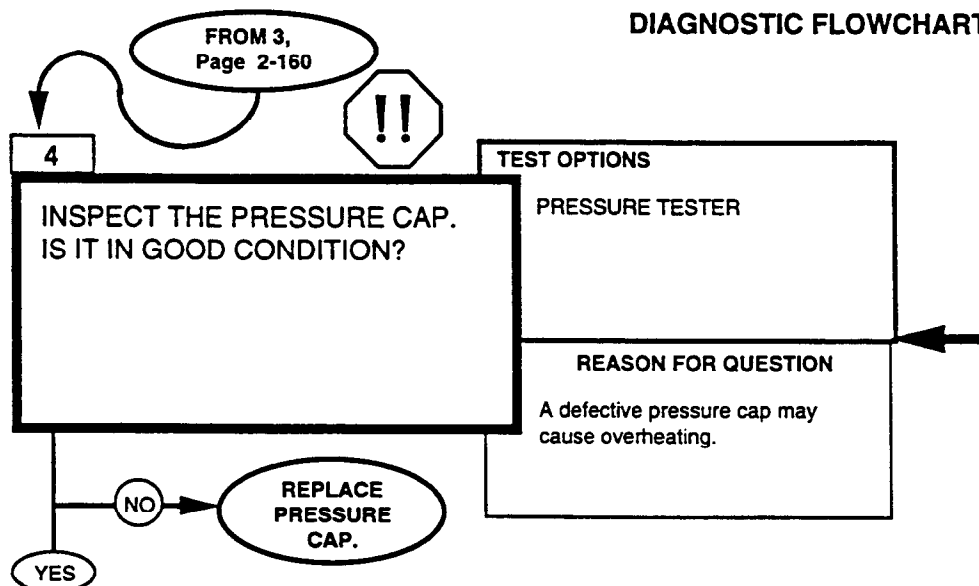 DIAGNOSTIC FLOWCHART
FROM 3,
Page 2-160
!!
4
INSPECT THE PRESSURE CAP.
IS IT IN GOOD CONDITION?
TEST OPTIONS
PRESSURE TESTER
REASON FOR QUESTION
A defective pressure cap may
cause overheating.
NO
REPLACE
PRESSURE
CAP.
YES